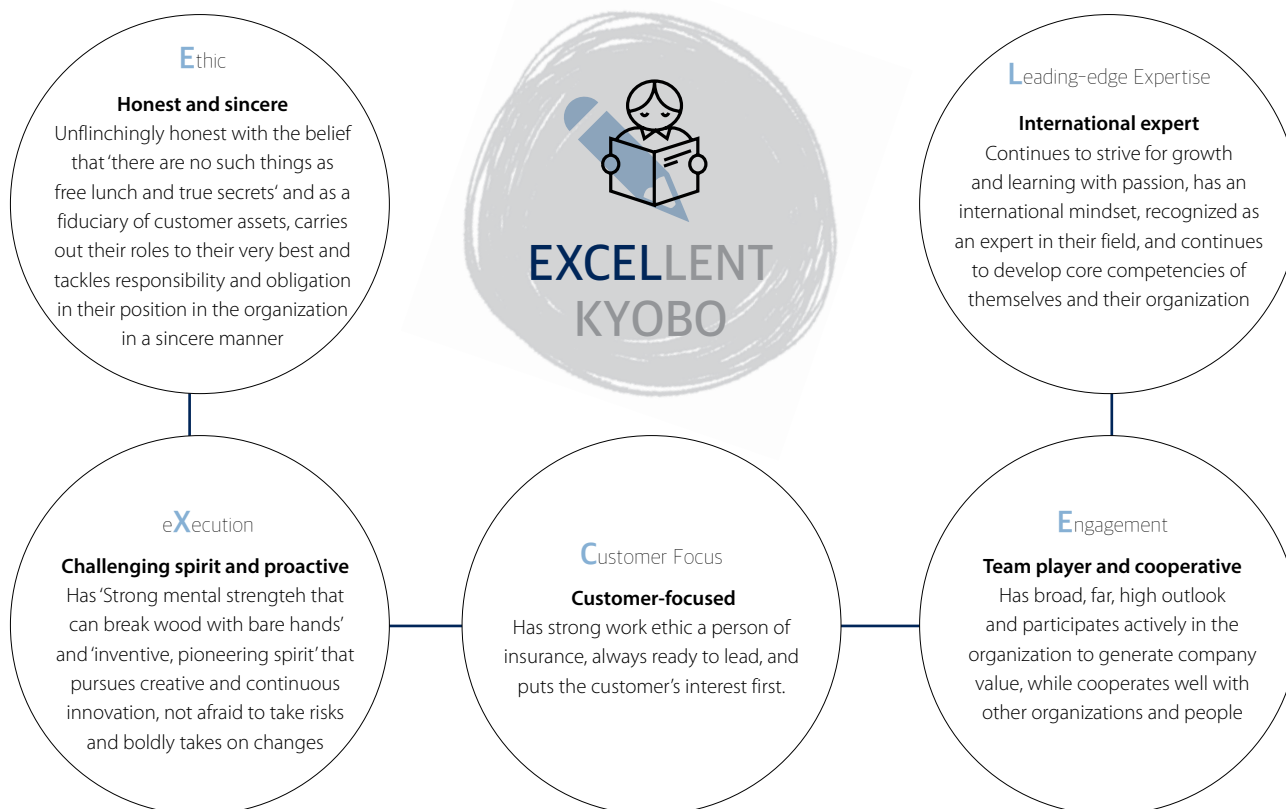 Ethic
Honest and sincere
Unflinchingly honest with the belief
that ‘there are no such things as
free lunch and true secrets‘ and as a
fiduciary of customer assets, carries
out their roles to their very best and
tackles responsibility and obligation
in their position in the organization
in a sincere manner
EXCELLENT
KYOBO
Leading-edge Expertise
International expert
Continues to strive for growth
and learning with passion, has an
international mindset, recognized as
an expert in their field, and continues
to develop core competencies of
themselves and their organization
eXecution
Challenging spirit and proactive
Has ‘Strong mental strengteh that
can break wood with bare hands’
and ‘inventive, pioneering spirit’ that
pursues creative and continuous
innovation, not afraid to take risks
and boldly takes on changes
Customer Focus
Customer-focused
Has strong work ethic a person of
insurance, always ready to lead, and
puts the customer’s interest first.
Engagement
Team player and cooperative
Has broad, far, high outlook
and participates actively in the
organization to generate company
value, while cooperates well with
other organizations and people